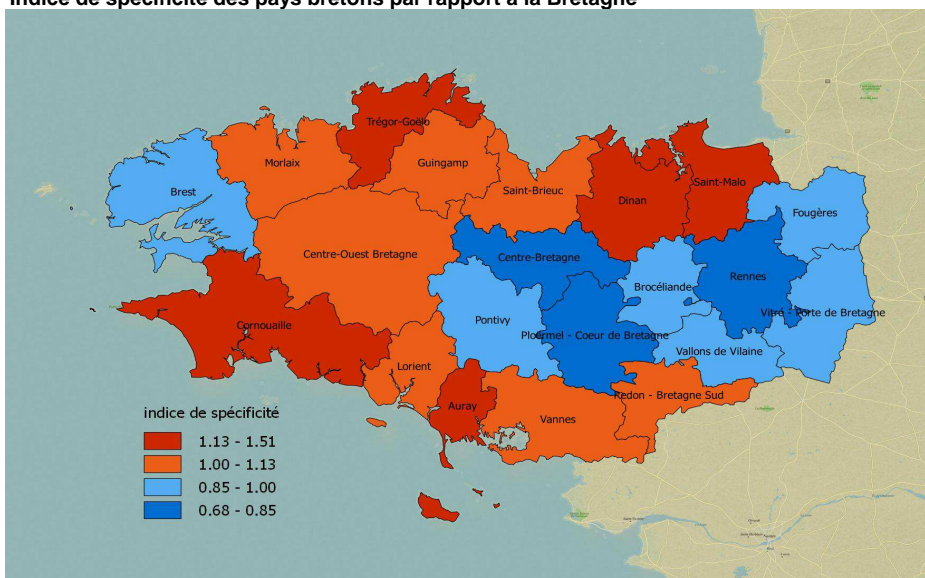 Indice de spécificité des pays bretons par rapport à la Bretagne
Trégor-Goëlo
Morlaix
Guingamp
Saint-Brieuc
Saint-Malo
Brest
Dinan
Fougères
Centre-Ouest Bretagne
Centre-Bretagne
Rennes
Brocéliande
Vitré - Porte de Bretagne
Pontivy
Ploërmel - Coeur de Bretagne
Cornouaille
Vallons de Vilaine
Lorient
Redon - Bretagne Sud
Auray
Vannes
indice de spécificité
1.13 - 1.51
1.00 - 1.13
0.85 - 1.00
0.68 - 0.85